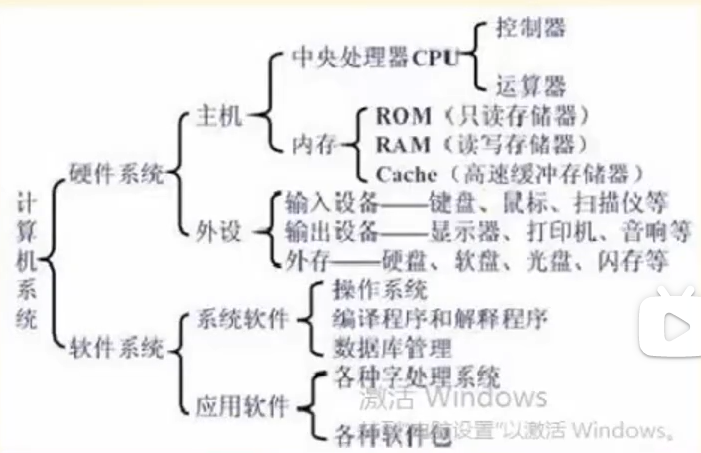 控制器
中央处理器CPU
运算器
主机
ROM（只读存储器）
内存
RAM（读写存储器）
Cache（高速缓冲存储器）
硬件系统
输入设备——键盘、鼠标、扫描仪等
外设
输出设备——显示器、打印机、音响等
外存——硬盘、软盘、光盘、闪存等
计算机系统
操作系统
系统软件
编译程序和解释程序
软件系统
数据库管理
各种字处理系统
应用软件
激活 Windows
设置"以激活 Windows。
各种软件包